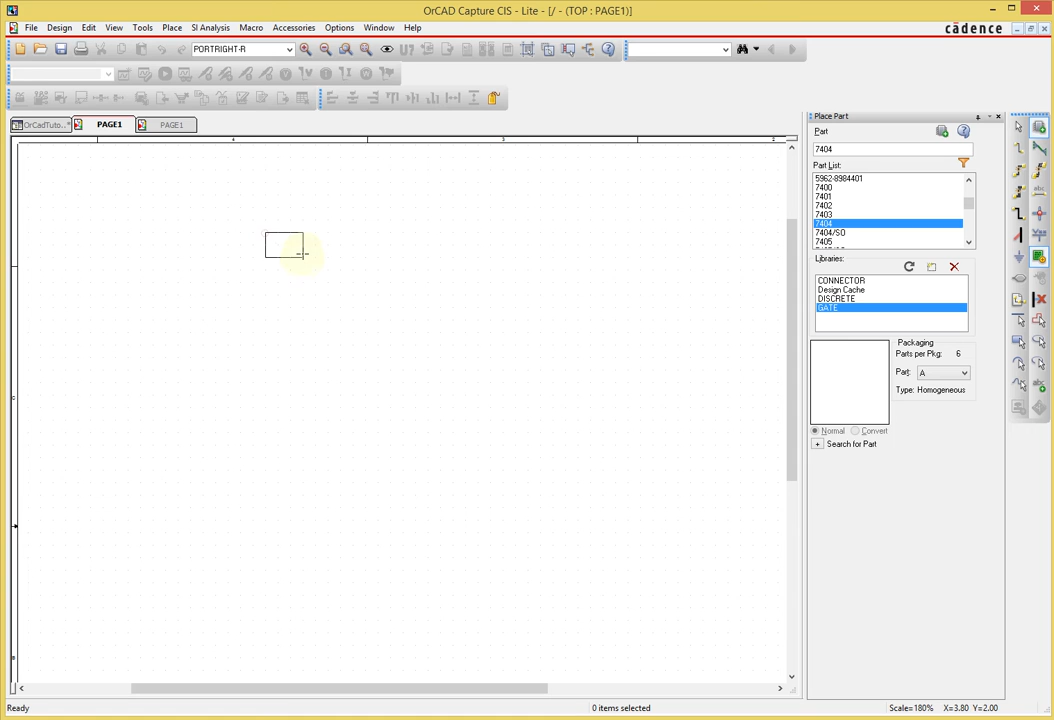 OrCAD Capture CIS - Lite - [/ - (TOP : PAGE1)]
File Design Edit View Tools Place SI Analysis Macro Accessories Options Window Help
cādence
PORTRIGHT-R
U?
OrCadTuto...*
PAGE1
PAGE1
Place Part
Part
7404
Part List:
5962-8984401
7400
7401
7402
7403
7404
7404/SO
7405
Libraries:
CONNECTOR
Design Cache
DISCRETE
GATE
Packaging
Parts per Pkg: 6
Part: A
Type: Homogeneous
Normal Convert
+ Search for Part
Ready
0 items selected
Scale=180% X=3.80 Y=2.00